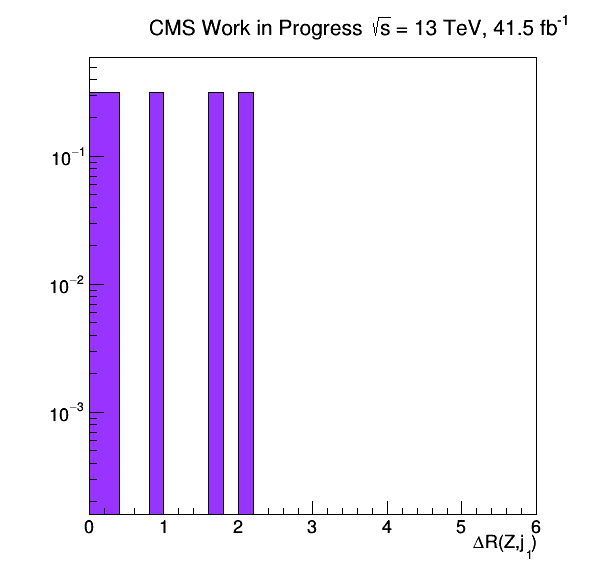 CMS Work in Progress √s = 13 TeV, 41.5 fb⁻¹
10⁻¹
10⁻²
10⁻³
0 1 2 3 4 5 6
ΔR(Z,j₁)